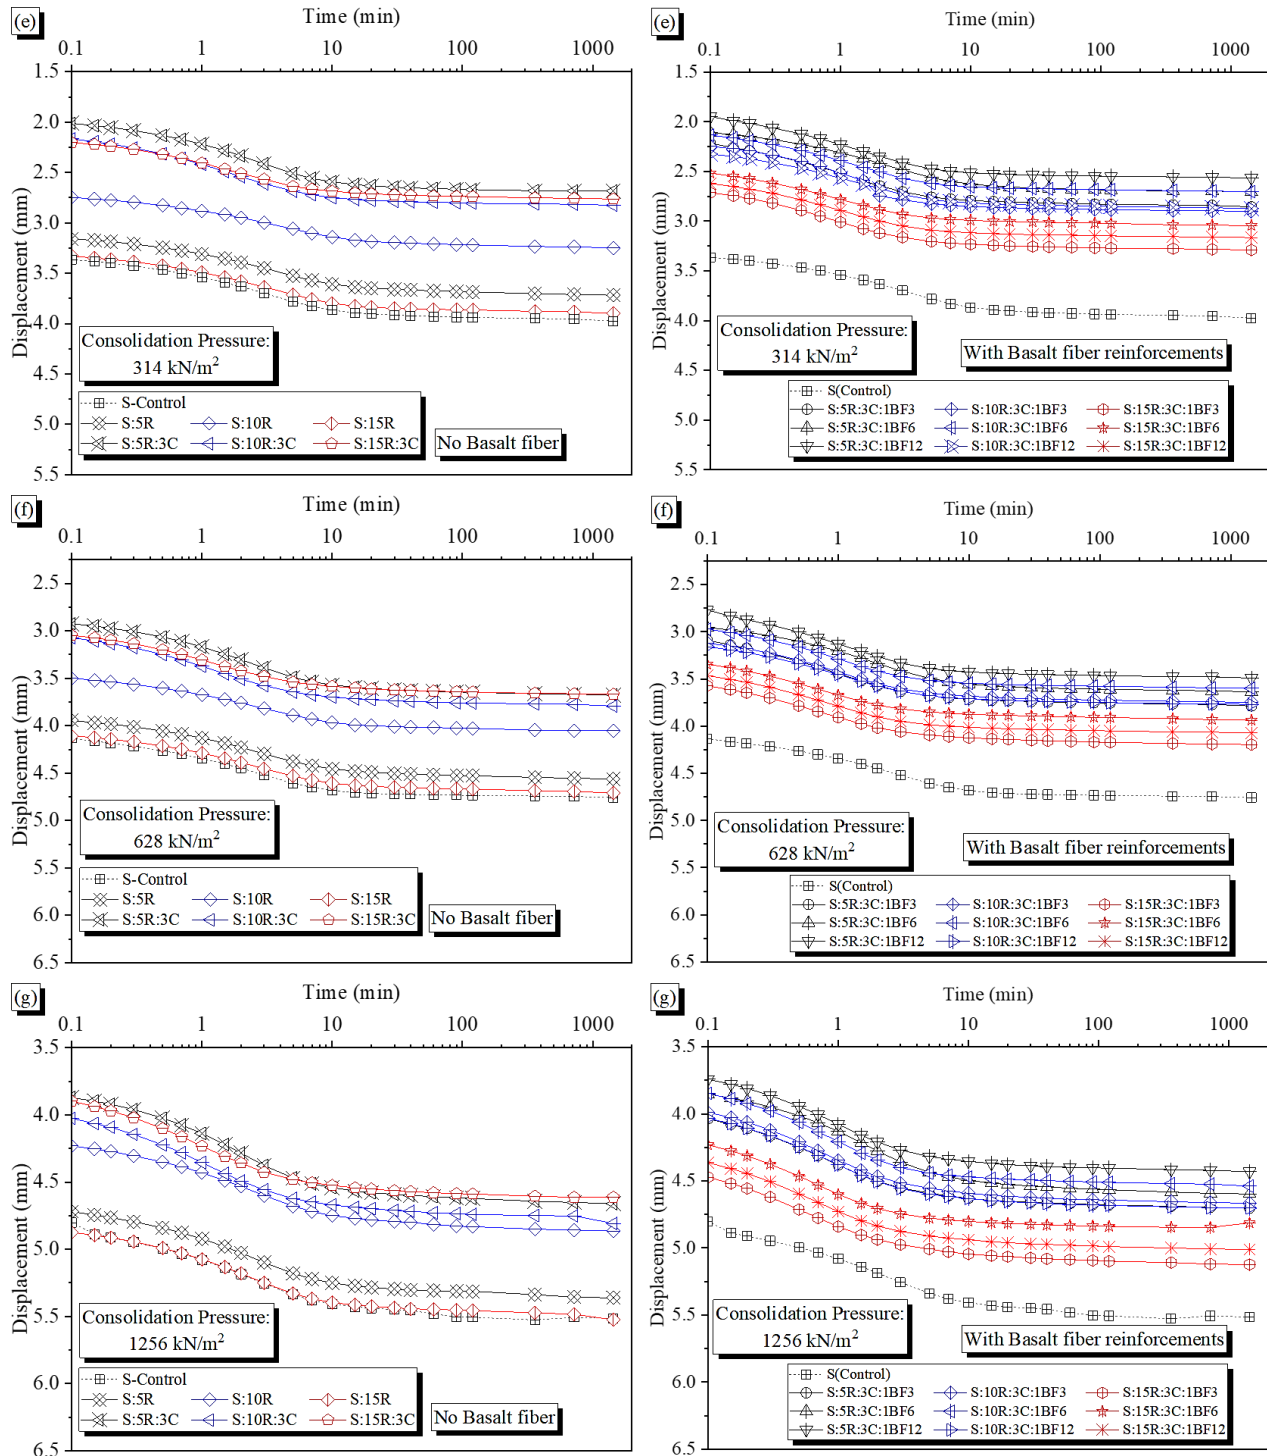 (e)
Time (min)
0.1 1 10 100 1000
1.5
2.0
2.5
3.0
3.5
4.0
4.5
5.0
5.5
Displacement (mm)
Consolidation Pressure:
314 kN/m²
S-Control
S:5R S:10R S:15R
S:5R:3C S:10R:3C S:15R:3C
No Basalt fiber
(e)
Time (min)
0.1 1 10 100 1000
1.5
2.0
2.5
3.0
3.5
4.0
4.5
5.0
5.5
Displacement (mm)
Consolidation Pressure:
314 kN/m²
With Basalt fiber reinforcements
S(Control)
S:5R:3C:1BF3 S:10R:3C:1BF3 S:15R:3C:1BF3
S:5R:3C:1BF6 S:10R:3C:1BF6 S:15R:3C:1BF6
S:5R:3C:1BF12 S:10R:3C:1BF12 S:15R:3C:1BF12
(f)
Time (min)
0.1 1 10 100 1000
2.5
3.0
3.5
4.0
4.5
5.0
5.5
6.0
6.5
Displacement (mm)
Consolidation Pressure:
628 kN/m²
S-Control
S:5R S:10R S:15R
S:5R:3C S:10R:3C S:15R:3C
No Basalt fiber
(f)
Time (min)
0.1 1 10 100 1000
2.5
3.0
3.5
4.0
4.5
5.0
5.5
6.0
6.5
Displacement (mm)
Consolidation Pressure:
628 kN/m²
With Basalt fiber reinforcements
S(Control)
S:5R:3C:1BF3 S:10R:3C:1BF3 S:15R:3C:1BF3
S:5R:3C:1BF6 S:10R:3C:1BF6 S:15R:3C:1BF6
S:5R:3C:1BF12 S:10R:3C:1BF12 S:15R:3C:1BF12
(g)
Time (min)
0.1 1 10 100 1000
3.5
4.0
4.5
5.0
5.5
6.0
6.5
Displacement (mm)
Consolidation Pressure:
1256 kN/m²
S-Control
S:5R S:10R S:15R
S:5R:3C S:10R:3C S:15R:3C
No Basalt fiber
(g)
Time (min)
0.1 1 10 100 1000
3.5
4.0
4.5
5.0
5.5
6.0
6.5
Displacement (mm)
Consolidation Pressure:
1256 kN/m²
With Basalt fiber reinforcements
S(Control)
S:5R:3C:1BF3 S:10R:3C:1BF3 S:15R:3C:1BF3
S:5R:3C:1BF6 S:10R:3C:1BF6 S:15R:3C:1BF6
S:5R:3C:1BF12 S:10R:3C:1BF12 S:15R:3C:1BF12